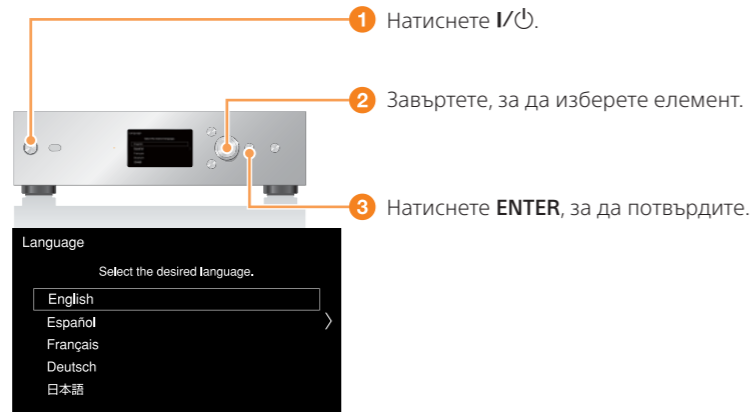 1 Натиснете I/⏻.
2 Завъртете, за да изберете елемент.
3 Натиснете ENTER, за да потвърдите.
Language
Select the desired language.
English
Español
Français
Deutsch
日本語